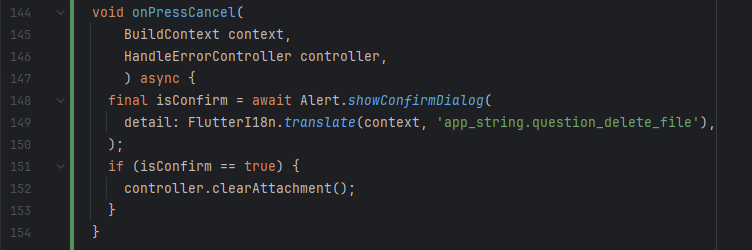 144 void onPressCancel(
145 BuildContext context,
146 HandleErrorController controller,
147 ) async {
148 final isConfirm = await Alert.showConfirmDialog(
149 detail: FlutterI18n.translate(context, 'app_string.question_delete_file'),
150 );
151 if (isConfirm == true) {
152 controller.clearAttachment();
153 }
154 }